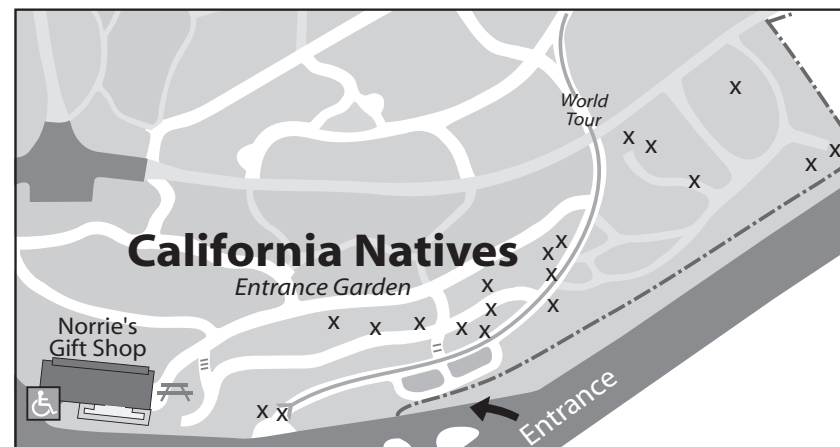 x
World
Tour
x x
x x x
x
California Natives
x x
Entrance Garden
x
x
x x
Norrie's
Gift Shop
x x x x x
x x
Entrance